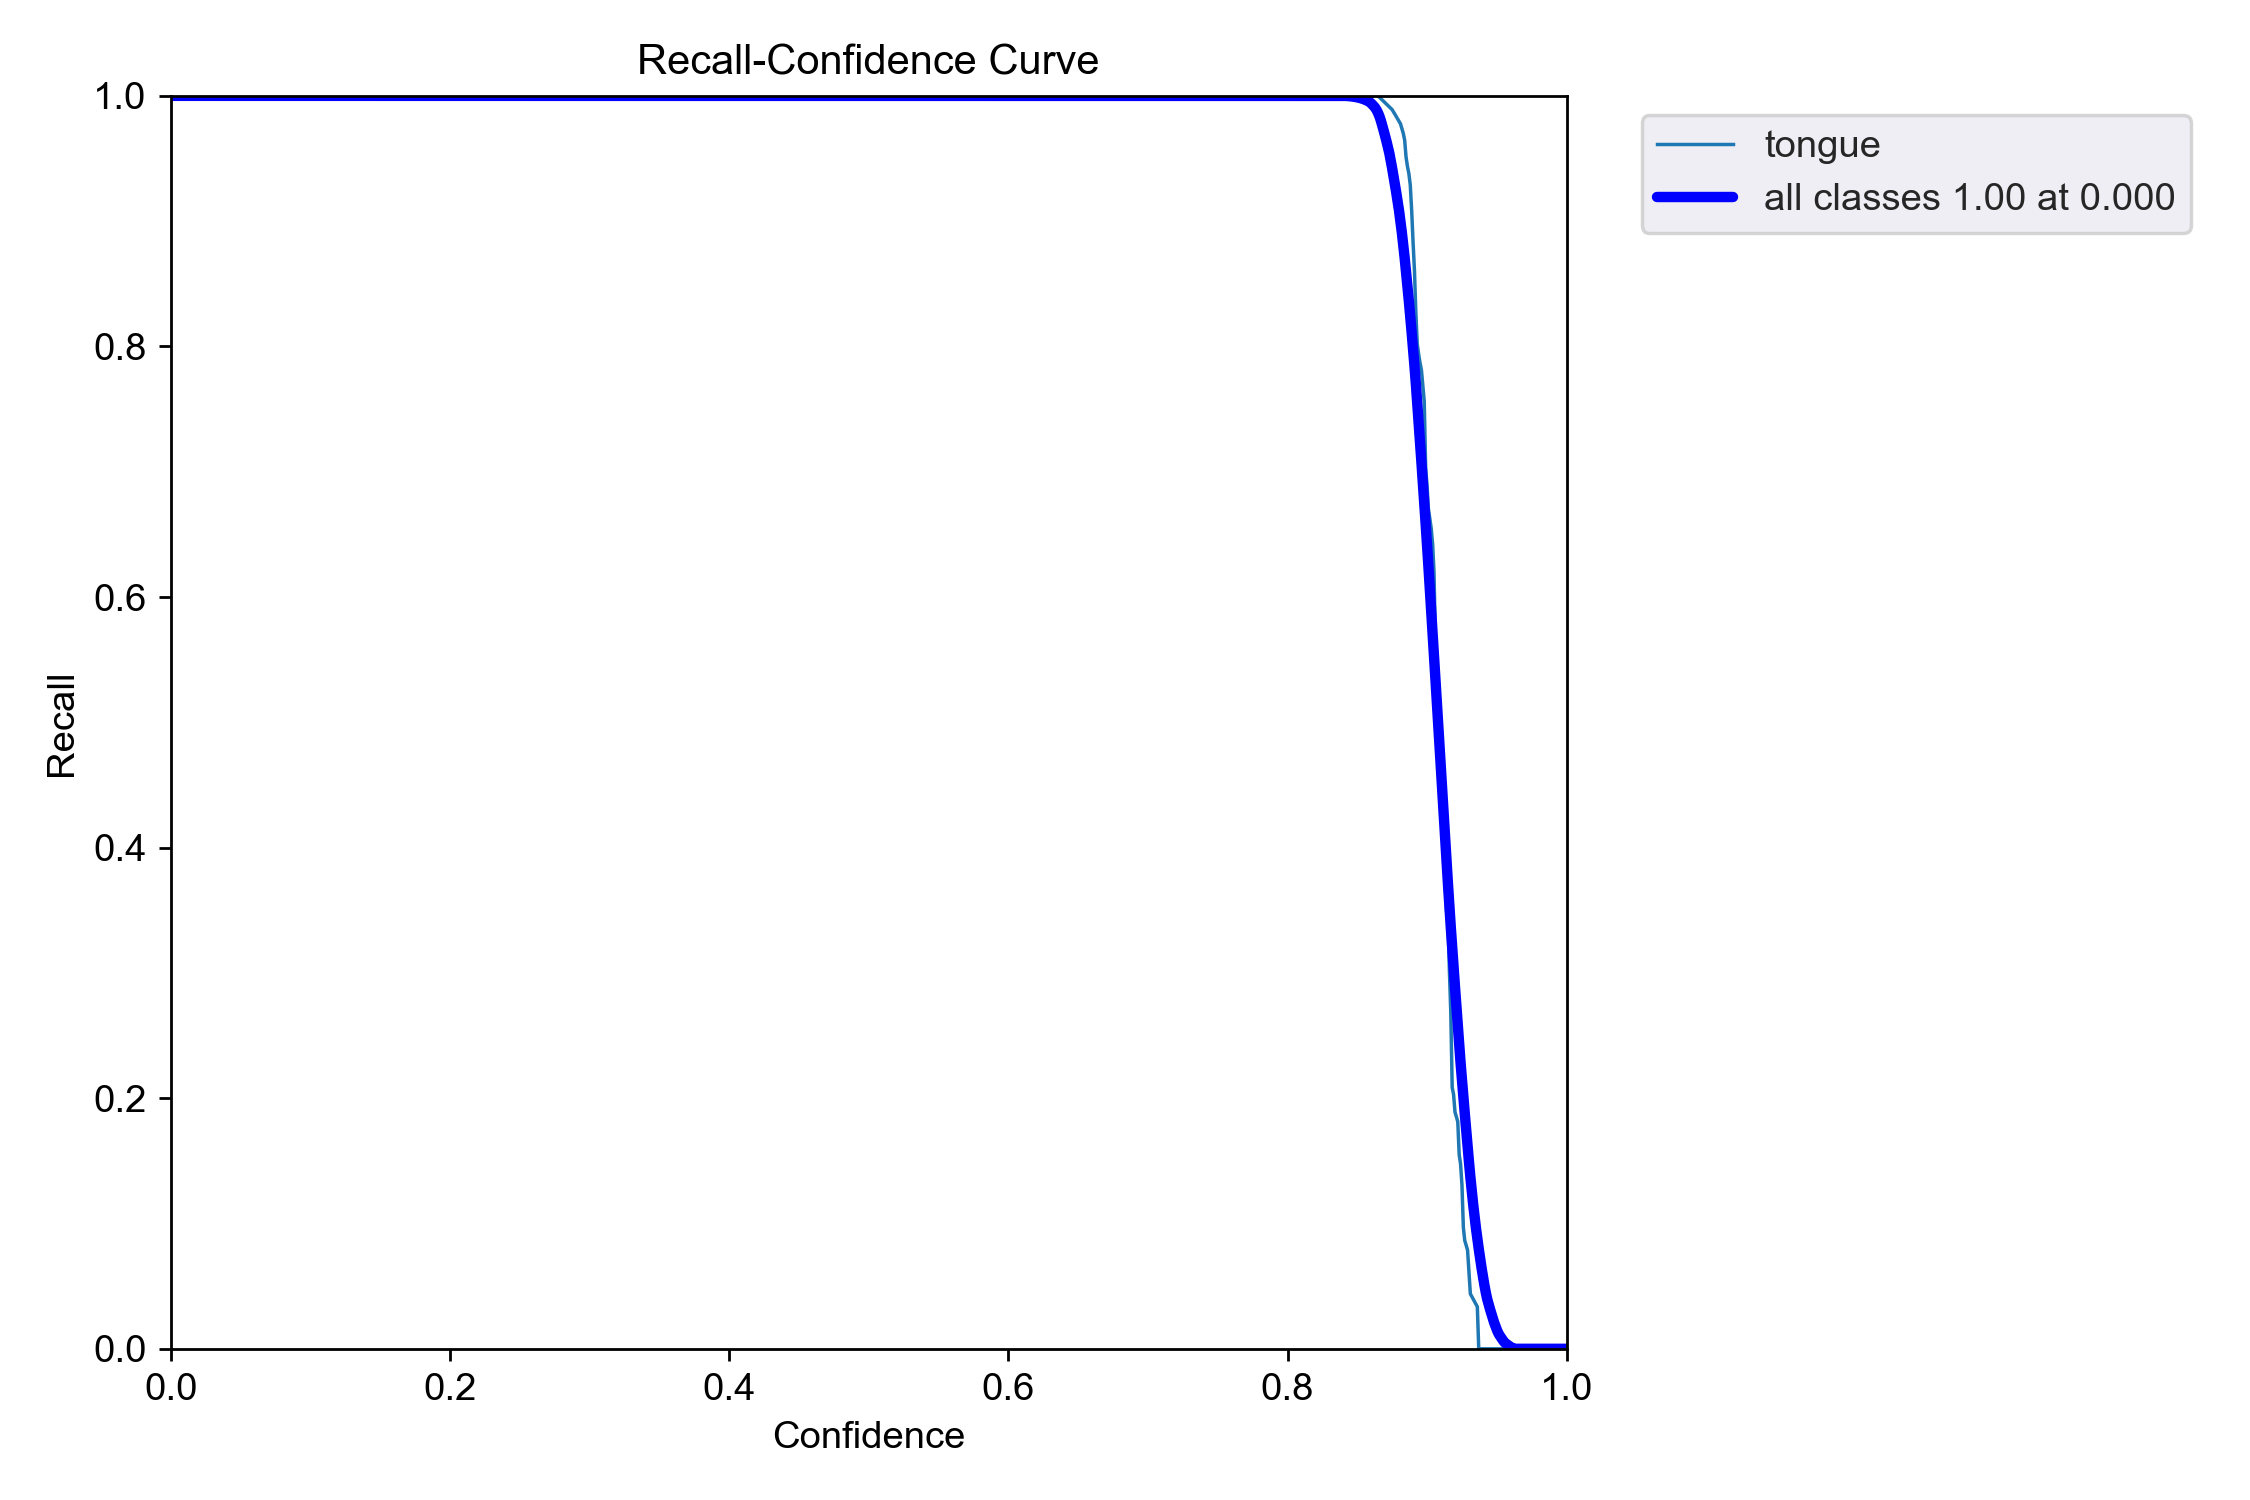 Recall-Confidence Curve
1.0
0.8
0.6
0.4
0.2
0.0
Recall
0.0 0.2 0.4 0.6 0.8 1.0
Confidence
tongue
all classes 1.00 at 0.000